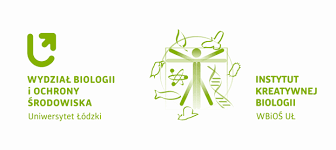 WYDZIAŁ BIOLOGII
i OCHRONY
ŚRODOWISKA
Uniwersytet Łódzki
INSTYTUT
KREATYWNEJ
BIOLOGII
WBiOŚ UŁ